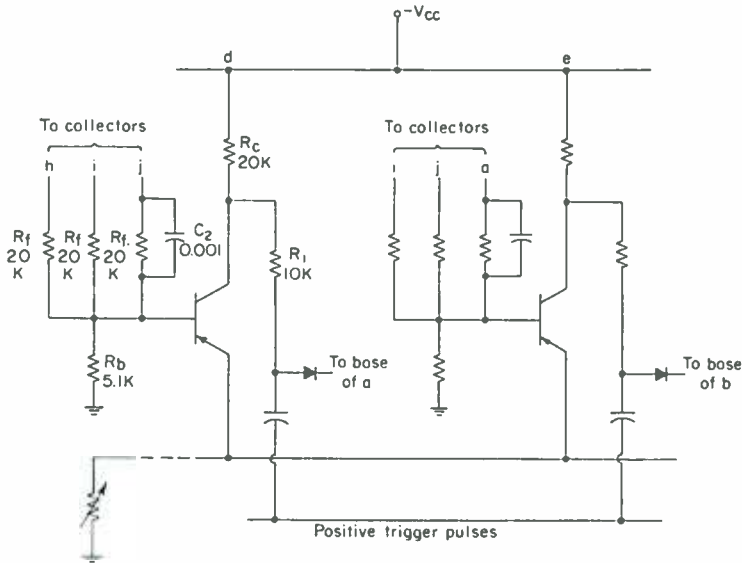 -VCC
d
e
To collectors
To collectors
RC
20K
h
i
j
i
j
a
Rf
20
K
Rf
20
K
Rf.
20
K
C2
0.001
R1
10K
Rb
5.1K
To base
of a
To base
of b
Positive trigger pulses